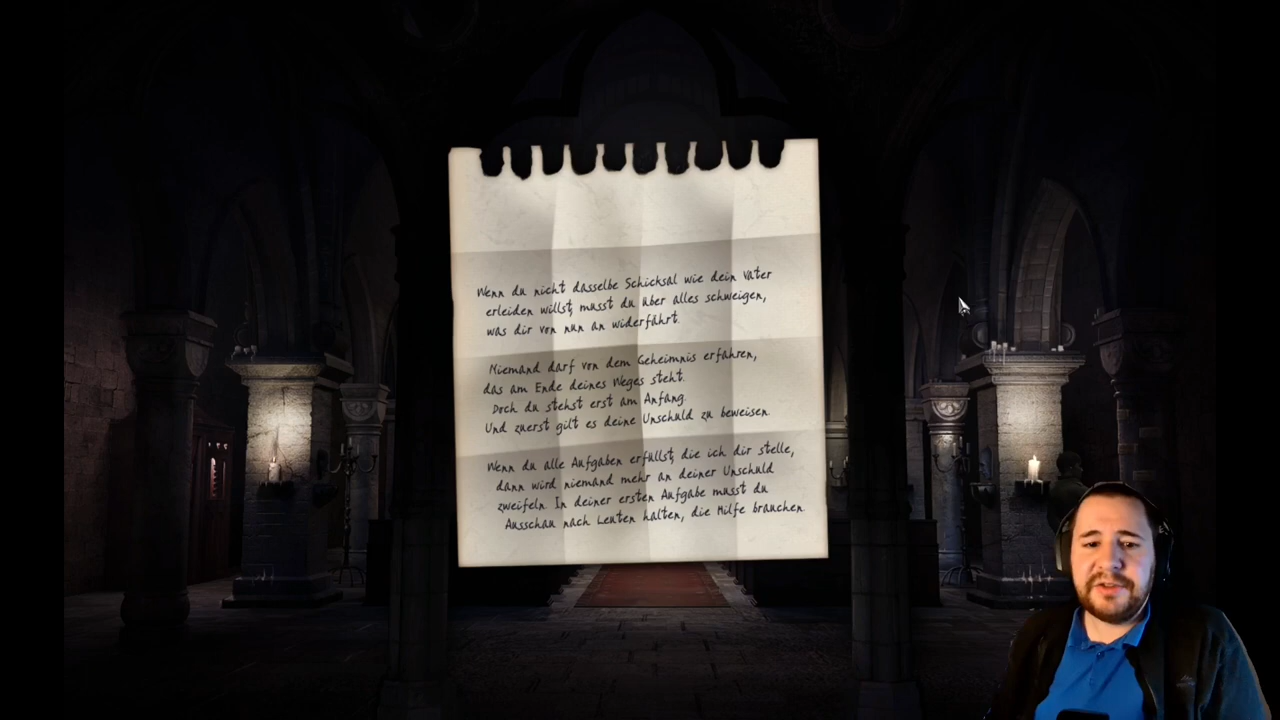 Wenn du nicht dasselbe Schicksal wie dein Vater
erleiden willst, musst du über alles schweigen,
was dir von nun an widerfährt.
Niemand darf von dem Geheimnis erfahren,
das am Ende deines Weges steht.
Doch du stehst erst am Anfang.
Und zuerst gilt es deine Unschuld zu beweisen.
Wenn du alle Aufgaben erfüllst, die ich dir stelle,
dann wird niemand mehr an deiner Unschuld
zweifeln. In deiner ersten Aufgabe musst du
Ausschau nach Leuten halten, die Hilfe brauchen.